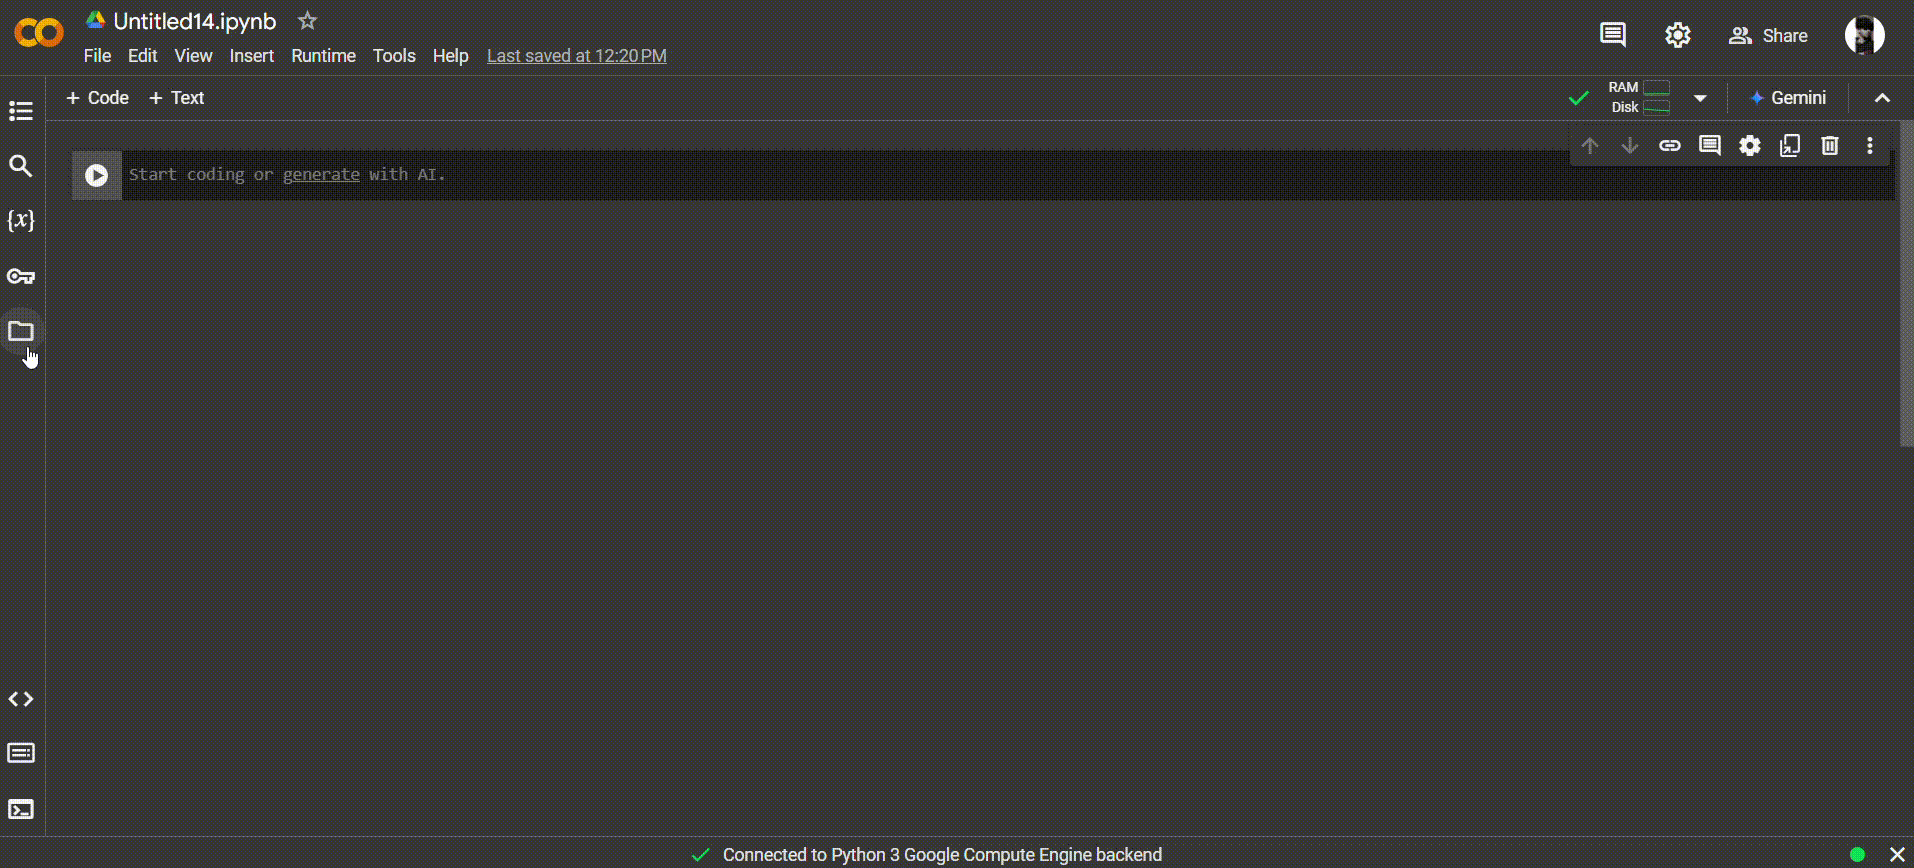 Untitled14.ipynb
File Edit View Insert Runtime Tools Help Last saved at 12:20 PM
+ Code + Text
RAM
Disk
Gemini
Share
Start coding or generate with AI.
{x}
Connected to Python 3 Google Compute Engine backend